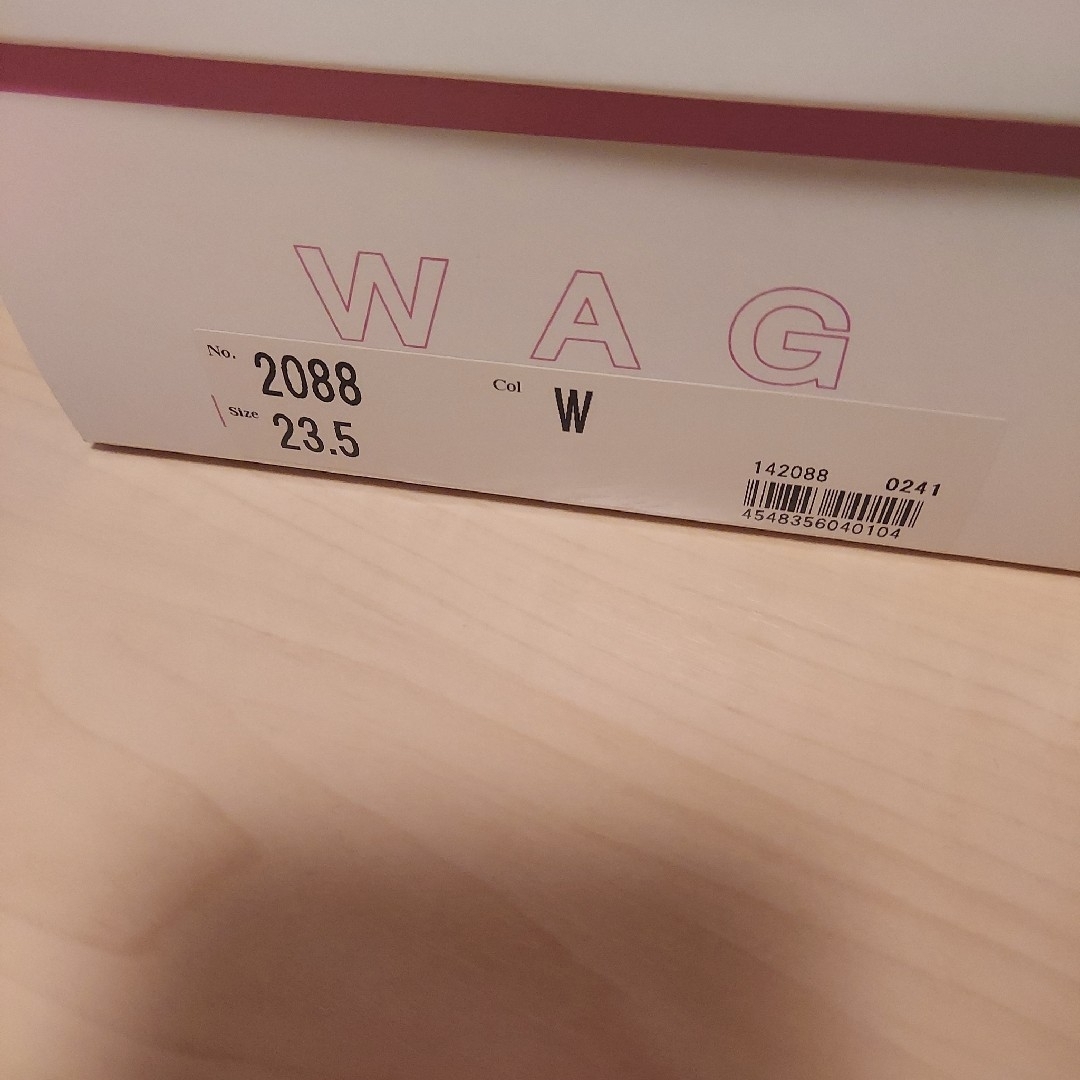 WAG
No. 2088 Col W
Size 23.5
142088 0241
4548356040104